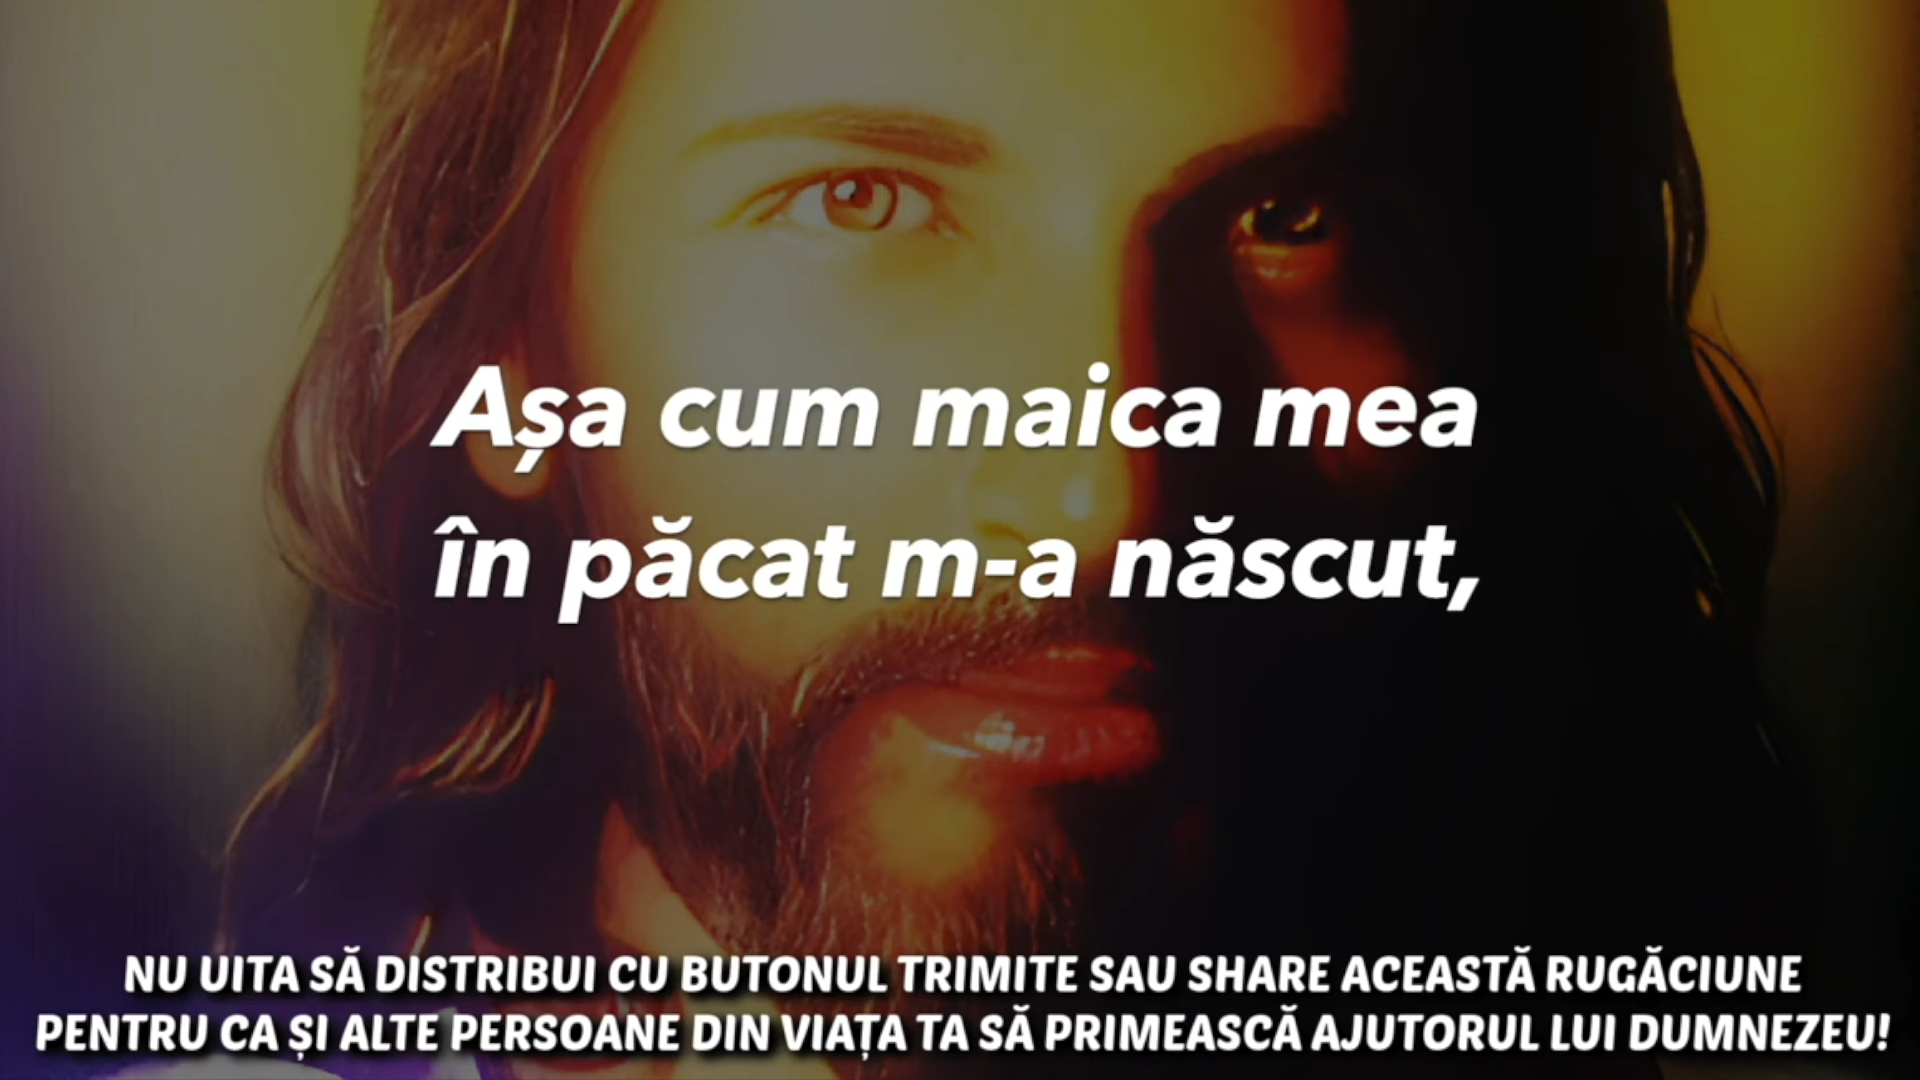 Așa cum maica mea
în păcat m-a născut,
NU UITA SĂ DISTRIBUI CU BUTONUL TRIMITE SAU SHARE ACEASTĂ RUGĂCIUNE
PENTRU CA ȘI ALTE PERSOANE DIN VIAȚA TA SĂ PRIMEASCĂ AJUTORUL LUI DUMNEZEU!